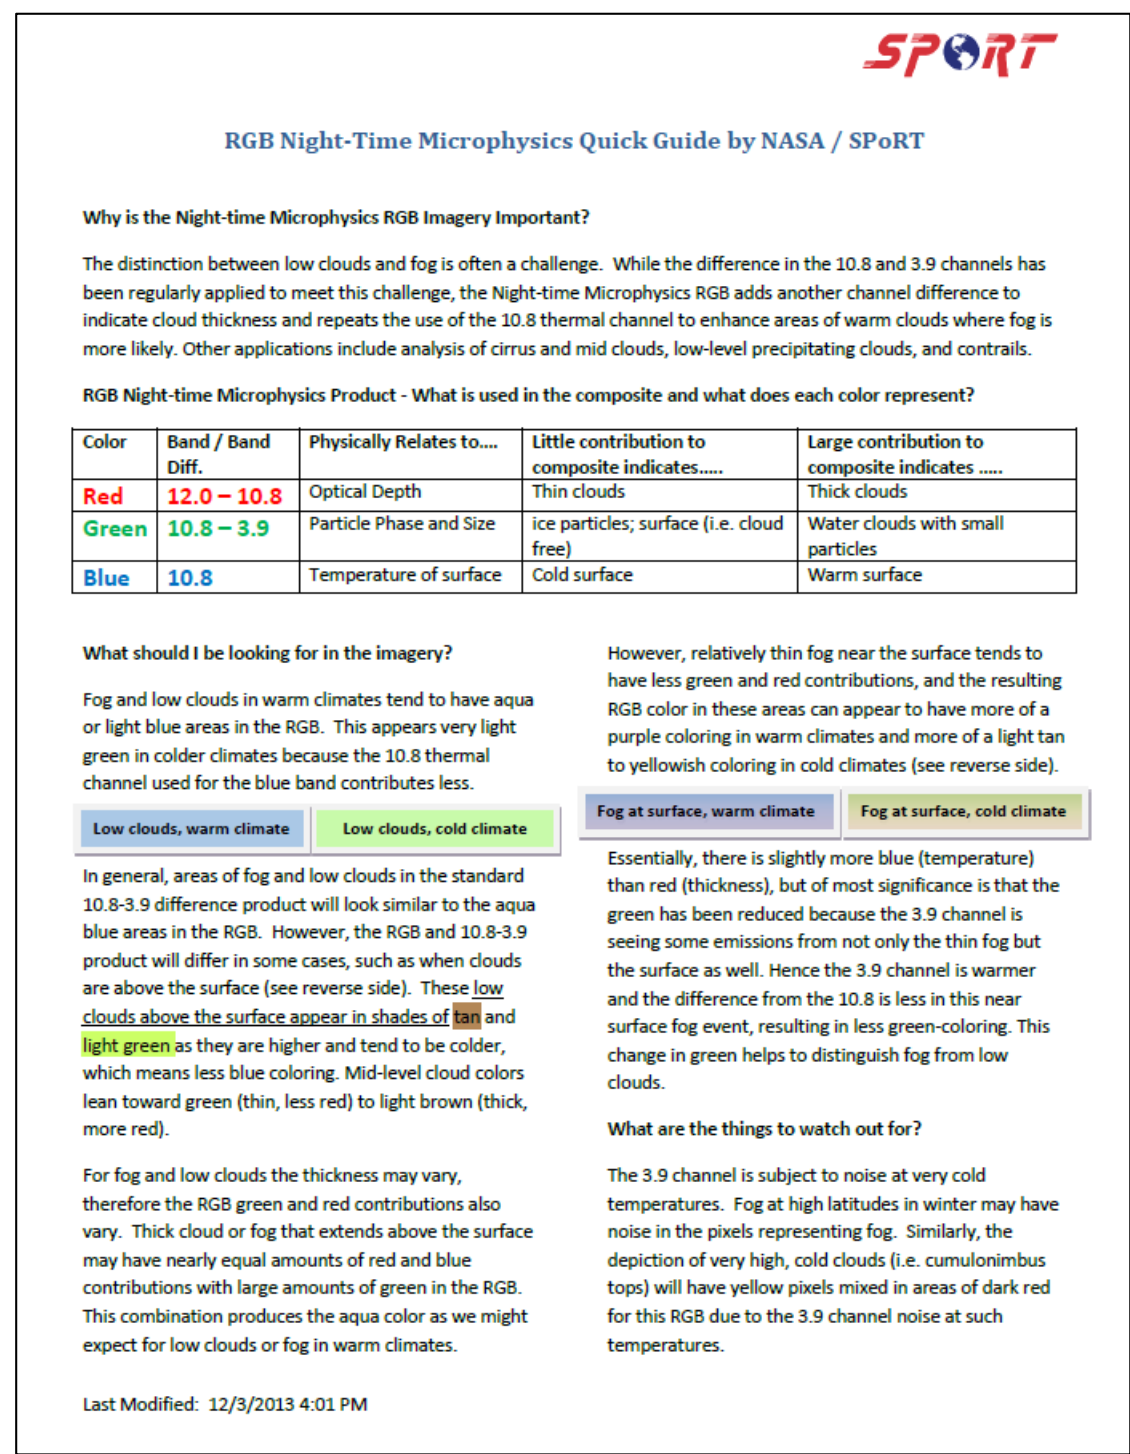 SPoRT
RGB Night-Time Microphysics Quick Guide by NASA / SPoRT
Why is the Night-time Microphysics RGB Imagery Important?
The distinction between low clouds and fog is often a challenge.  While the difference in the 10.8 and 3.9 channels has
been regularly applied to meet this challenge, the Night-time Microphysics RGB adds another channel difference to
indicate cloud thickness and repeats the use of the 10.8 thermal channel to enhance areas of warm clouds where fog is
more likely. Other applications include analysis of cirrus and mid clouds, low-level precipitating clouds, and contrails.
RGB Night-time Microphysics Product - What is used in the composite and what does each color represent?
Color | Band / Band Diff. | Physically Relates to.... | Little contribution to composite indicates..... | Large contribution to composite indicates .....
Red | 12.0 – 10.8 | Optical Depth | Thin clouds | Thick clouds
Green | 10.8 – 3.9 | Particle Phase and Size | ice particles; surface (i.e. cloud free) | Water clouds with small particles
Blue | 10.8 | Temperature of surface | Cold surface | Warm surface
What should I be looking for in the imagery?
Fog and low clouds in warm climates tend to have aqua
or light blue areas in the RGB.  This appears very light
green in colder climates because the 10.8 thermal
channel used for the blue band contributes less.
Low clouds, warm climate
Low clouds, cold climate
In general, areas of fog and low clouds in the standard
10.8-3.9 difference product will look similar to the aqua
blue areas in the RGB.  However, the RGB and 10.8-3.9
product will differ in some cases, such as when clouds
are above the surface (see reverse side).  These low
clouds above the surface appear in shades of tan and
light green as they are higher and tend to be colder,
which means less blue coloring. Mid-level cloud colors
lean toward green (thin, less red) to light brown (thick,
more red).
For fog and low clouds the thickness may vary,
therefore the RGB green and red contributions also
vary.  Thick cloud or fog that extends above the surface
may have nearly equal amounts of red and blue
contributions with large amounts of green in the RGB.
This combination produces the aqua color as we might
expect for low clouds or fog in warm climates.
However, relatively thin fog near the surface tends to
have less green and red contributions, and the resulting
RGB color in these areas can appear to have more of a
purple coloring in warm climates and more of a light tan
to yellowish coloring in cold climates (see reverse side).
Fog at surface, warm climate
Fog at surface, cold climate
Essentially, there is slightly more blue (temperature)
than red (thickness), but of most significance is that the
green has been reduced because the 3.9 channel is
seeing some emissions from not only the thin fog but
the surface as well. Hence the 3.9 channel is warmer
and the difference from the 10.8 is less in this near
surface fog event, resulting in less green-coloring. This
change in green helps to distinguish fog from low
clouds.
What are the things to watch out for?
The 3.9 channel is subject to noise at very cold
temperatures.  Fog at high latitudes in winter may have
noise in the pixels representing fog.  Similarly, the
depiction of very high, cold clouds (i.e. cumulonimbus
tops) will have yellow pixels mixed in areas of dark red
for this RGB due to the 3.9 channel noise at such
temperatures.
Last Modified:  12/3/2013 4:01 PM